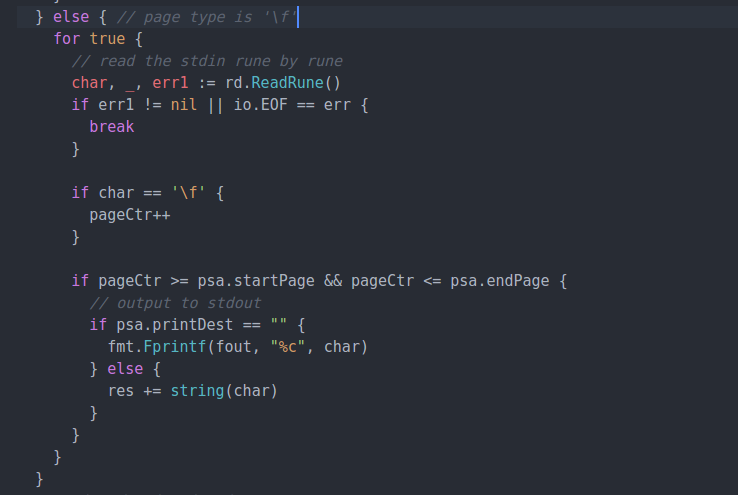 } else { // page type is '\f'
for true {
// read the stdin rune by rune
char, _, err1 := rd.ReadRune()
if err1 != nil || io.EOF == err {
break
}
if char == '\f' {
pageCtr++
}
if pageCtr >= psa.startPage && pageCtr <= psa.endPage {
// output to stdout
if psa.printDest == "" {
fmt.Fprintf(fout, "%c", char)
} else {
res += string(char)
}
}
}
}